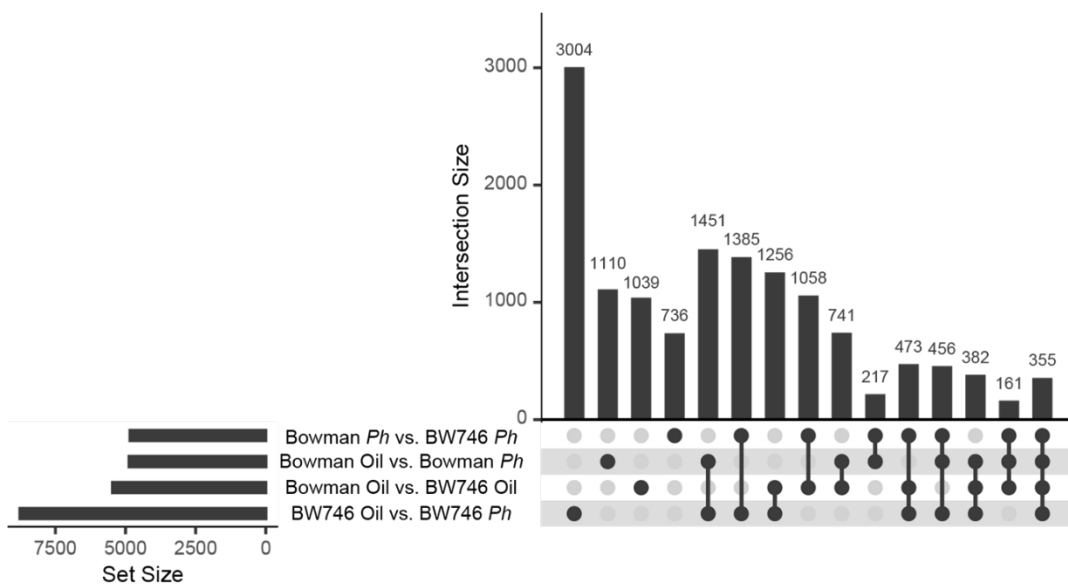 3004
3000
Intersection Size
2000
1451
1385
1256
1110
1039
1058
1000
736
741
473
456
382
355
217
161
0
Bowman Ph vs. BW746 Ph
Bowman Oil vs. Bowman Ph
Bowman Oil vs. BW746 Oil
BW746 Oil vs. BW746 Ph
7500 5000 2500 0
Set Size